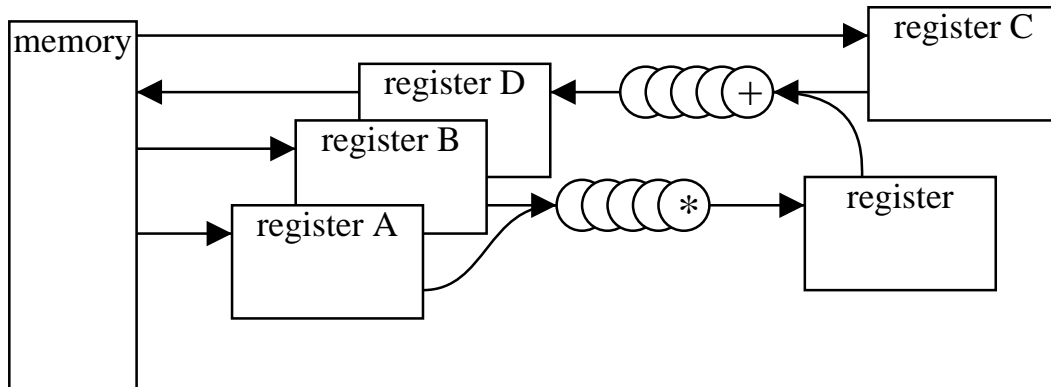 memory
register C
register D
+
register B
*
register
register A